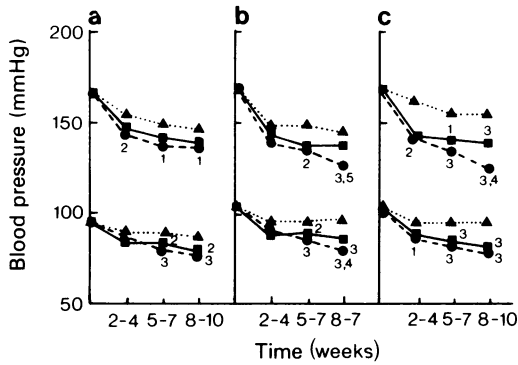 a b c
200
150
100
50
Blood pressure (mmHg)
2 1 1
2 3,5
1 3
3 3,4
2 2
3 3
2 3
3 3,4
3 3
1 3 3
2-4 5-7 8-10 2-4 5-7 8-7 2-4 5-7 8-10
Time (weeks)